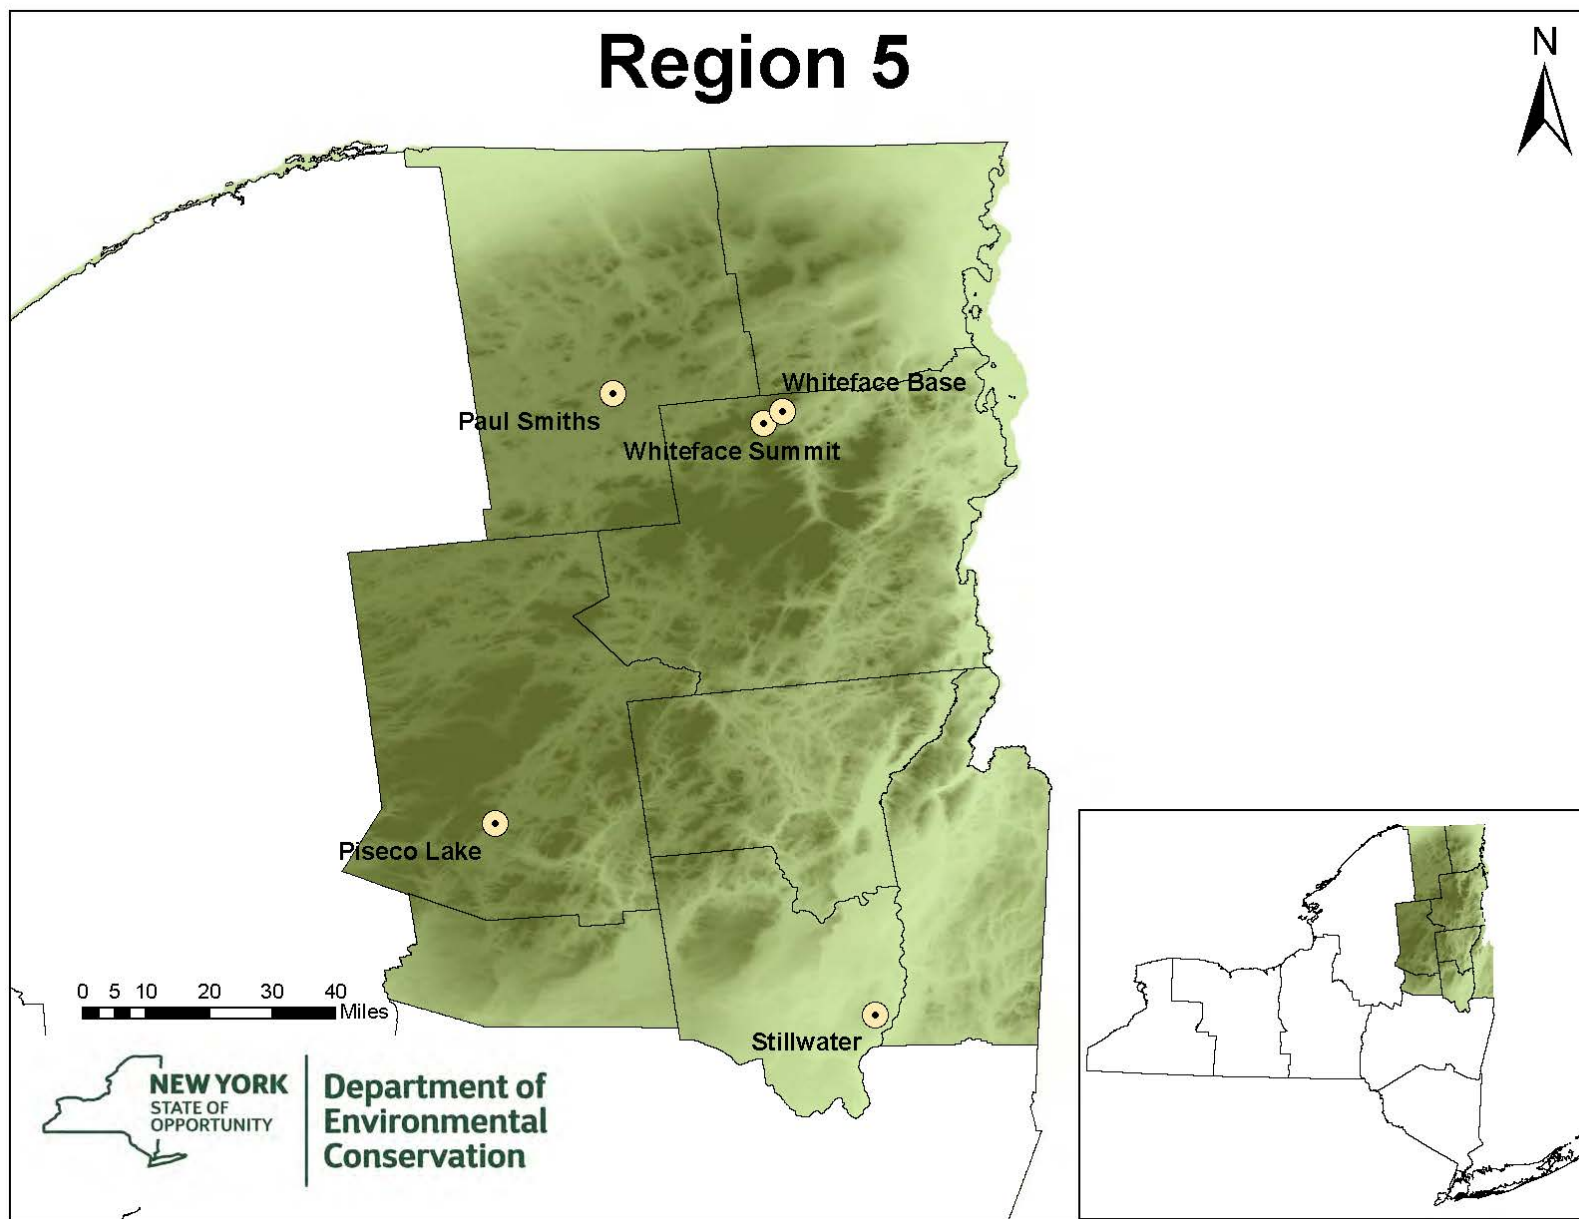 Region 5
N
Whiteface Base
Paul Smiths
Whiteface Summit
Piseco Lake
0 5 10 20 30 40
Miles
Stillwater
NEW YORK
STATE OF
OPPORTUNITY
Department of
Environmental
Conservation